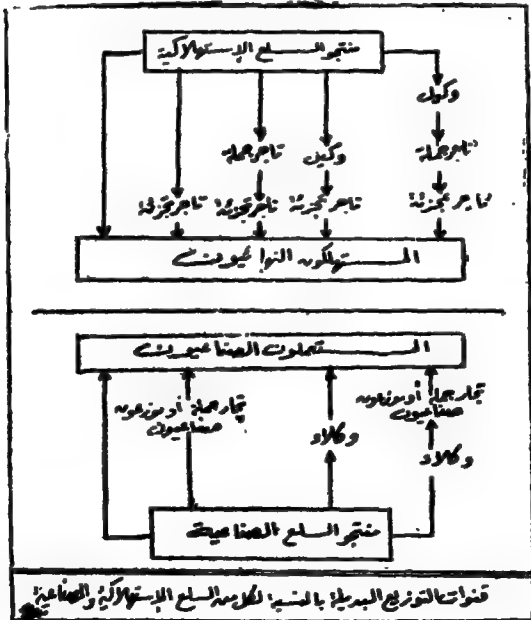 منتجو السلع الإستهلاكية
وكيل
تاجر جملة
وكيل
تاجر جملة
تاجر تجزئة
تاجر تجزئة
تاجر تجزئة
تاجر تجزئة
المستهلكون النهائيون
المستعملون الصناعيون
تجار جملة أو موزعون
صناعيون
وكلاء
تجار جملة أو موزعون
صناعيون
وكلاء
منتجو السلع الصناعية
قنوات التوزيع البديلة بالنسبة لكل من السلع الإستهلاكية والصناعية